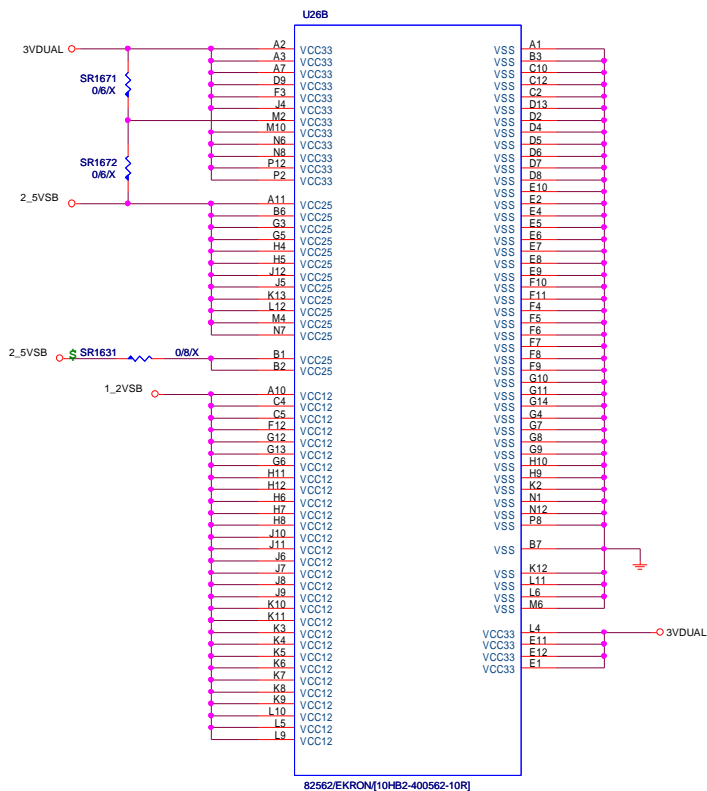 U26B
3VDUAL
SR1671
0/6/X
SR1672
0/6/X
2_5VSB
2_5VSB
$ SR1631 0/8/X
1_2VSB
A2 VCC33
A3 VCC33
A7 VCC33
D9 VCC33
F3 VCC33
J4 VCC33
M2 VCC33
M10 VCC33
N6 VCC33
N8 VCC33
P12 VCC33
P2 VCC33
A11 VCC25
B6 VCC25
G3 VCC25
G5 VCC25
H4 VCC25
H5 VCC25
J12 VCC25
J5 VCC25
K13 VCC25
L12 VCC25
M4 VCC25
N7 VCC25
B1 VCC25
B2 VCC25
A10 VCC12
C4 VCC12
C5 VCC12
F12 VCC12
G12 VCC12
G13 VCC12
G6 VCC12
H11 VCC12
H12 VCC12
H6 VCC12
H7 VCC12
H8 VCC12
J10 VCC12
J11 VCC12
J6 VCC12
J7 VCC12
J8 VCC12
J9 VCC12
K10 VCC12
K11 VCC12
K3 VCC12
K4 VCC12
K5 VCC12
K6 VCC12
K7 VCC12
K8 VCC12
K9 VCC12
L10 VCC12
L5 VCC12
L9 VCC12
VSS A1
VSS B3
VSS C10
VSS C12
VSS C2
VSS D13
VSS D2
VSS D4
VSS D5
VSS D6
VSS D7
VSS D8
VSS E10
VSS E2
VSS E4
VSS E5
VSS E6
VSS E7
VSS E8
VSS E9
VSS F10
VSS F11
VSS F4
VSS F5
VSS F6
VSS F7
VSS F8
VSS F9
VSS G10
VSS G11
VSS G14
VSS G4
VSS G7
VSS G8
VSS G9
VSS H10
VSS H9
VSS K2
VSS N1
VSS N12
VSS P8
VSS B7
VSS K12
VSS L11
VSS L6
VSS M6
VCC33 L4
VCC33 E11
VCC33 E12
VCC33 E1
3VDUAL
82562/EKRON/[10HB2-400562-10R]